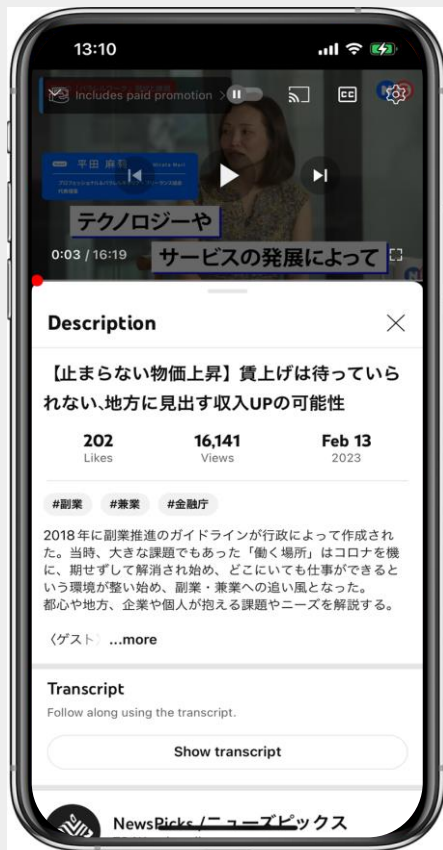 13:10
Includes paid promotion >
CC
平田 麻莉 Hirata Mari
テクノロジーや
0:03 / 16:19
サービスの発展によって
Description
【止まらない物価上昇】賃上げは待っていら
れない、地方に見出す収入UPの可能性
202 16,141 Feb 13
Likes Views 2023
#副業 #兼業 #金融庁
2018年に副業推進のガイドラインが行政によって作成され
た。当時、大きな課題でもあった「働く場所」はコロナを機
に、期せずして解消され始め、どこにいても仕事ができると
いう環境が整い始め、副業・兼業への追い風となった。
都心や地方、企業や個人が抱える課題やニーズを解説する。
〈ゲスト〉 ...more
Transcript
Follow along using the transcript.
Show transcript
NewsPicks /ニューズピックス